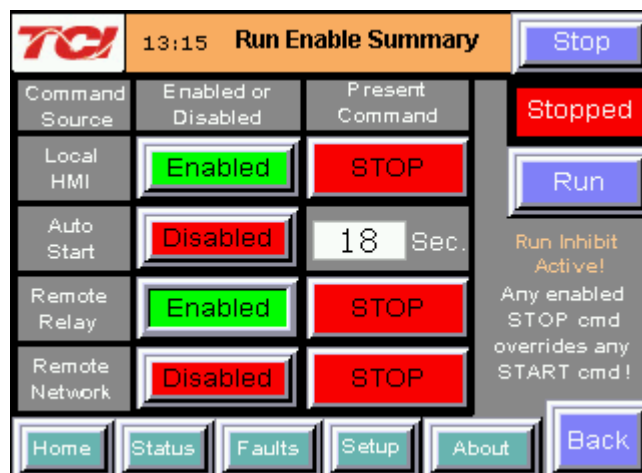 TCI
13:15
Run Enable Summary
Stop
Command
Source
Enabled or
Disabled
Present
Command
Stopped
Local
HMI
Enabled
STOP
Run
Auto
Start
Disabled
18 Sec.
Run Inhibit
Active!
Remote
Relay
Enabled
STOP
Any enabled
STOP cmd
overrides any
START cmd!
Remote
Network
Disabled
STOP
Home
Status
Faults
Setup
About
Back